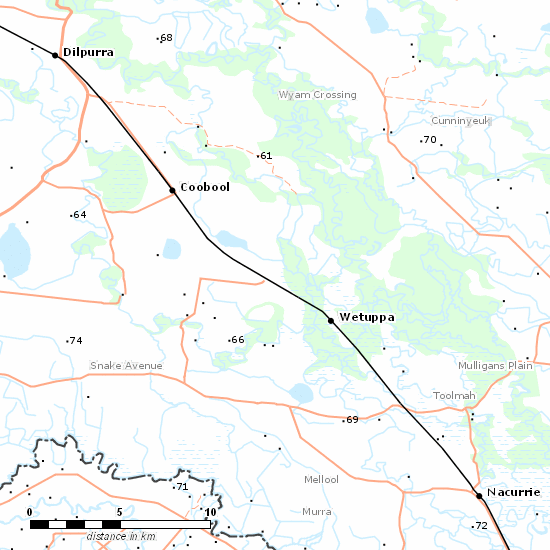 68
Dilpurra
Wyam Crossing
Cunninyeuk
70
61
Coobool
64
Wetuppa
74
66
Snake Avenue
Mulligans Plain
Toolmah
69
Mellool
71
Nacurrie
Murra
0 5 10
72
distance in km